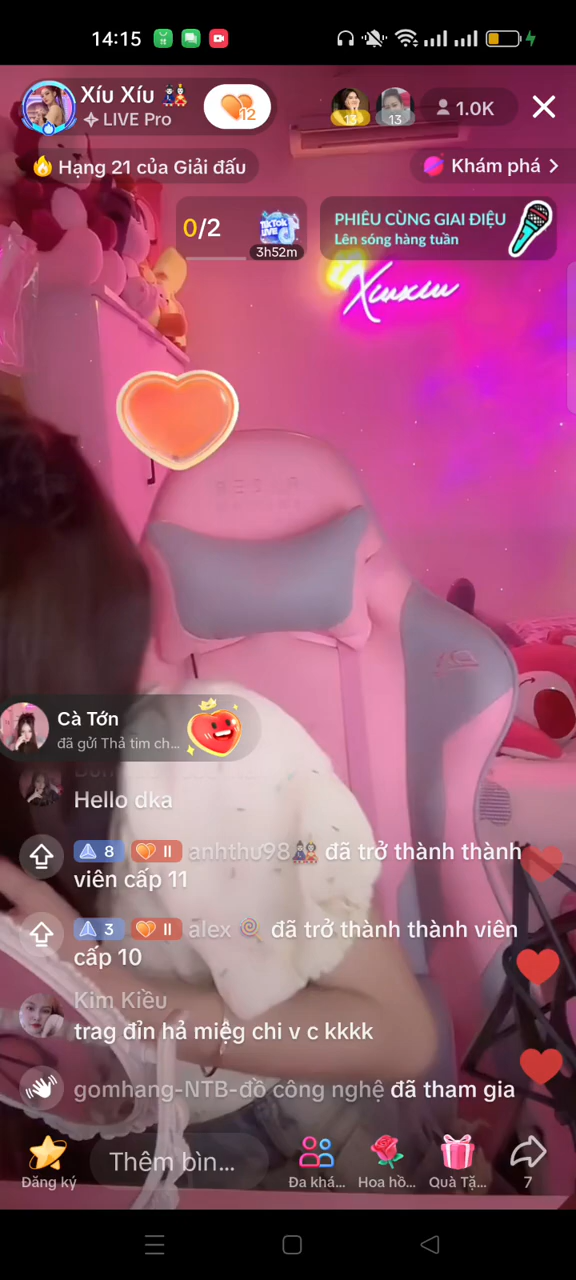 14:15
Xíu Xíu
LIVE Pro
12
13
13
1.0K
Hạng 21 của Giải đấu
Khám phá
0/2
TikTok LIVE
3h52m
PHIÊU CÙNG GIAI ĐIỆU
Lên sóng hàng tuần
Xiuxiu
Cà Tớn
đã gửi Thả tim ch...
Hello dka
8 II anhthu98 đã trở thành thành
viên cấp 11
3 II alex đã trở thành thành viên
cấp 10
Kim Kiều
trag đỉn hả miệg chi v c kkkk
gomhang-NTB-đồ công nghệ đã tham gia
Đăng ký
Thêm bìn...
Đa khá...
Hoa hồ...
Quà Tặ...
7